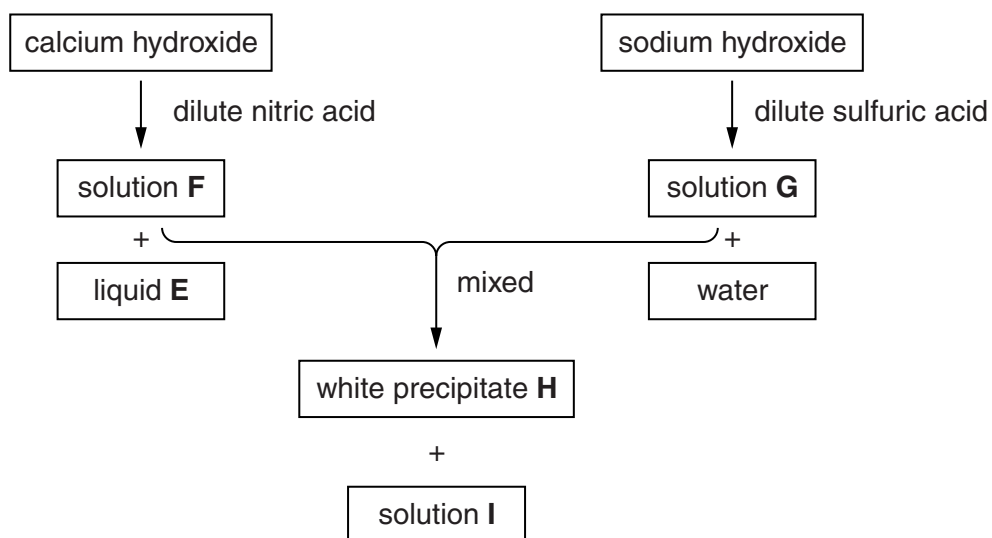 calcium hydroxide
sodium hydroxide
dilute nitric acid
dilute sulfuric acid
solution F
solution G
+
+
liquid E
mixed
water
white precipitate H
+
solution I